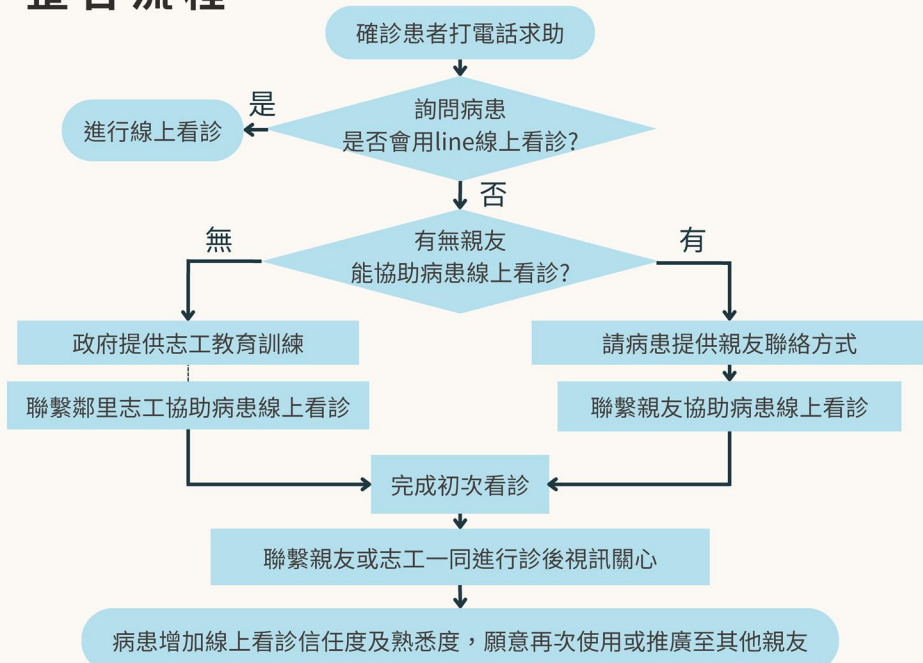 整合流程
確診患者打電話求助
詢問病患
是否會用line線上看診?
是
進行線上看診
否
有無親友
能協助病患線上看診?
無
有
政府提供志工教育訓練
請病患提供親友聯絡方式
聯繫鄰里志工協助病患線上看診
聯繫親友協助病患線上看診
完成初次看診
聯繫親友或志工一同進行診後視訊關心
病患增加線上看診信任度及熟悉度，願意再次使用或推廣至其他親友